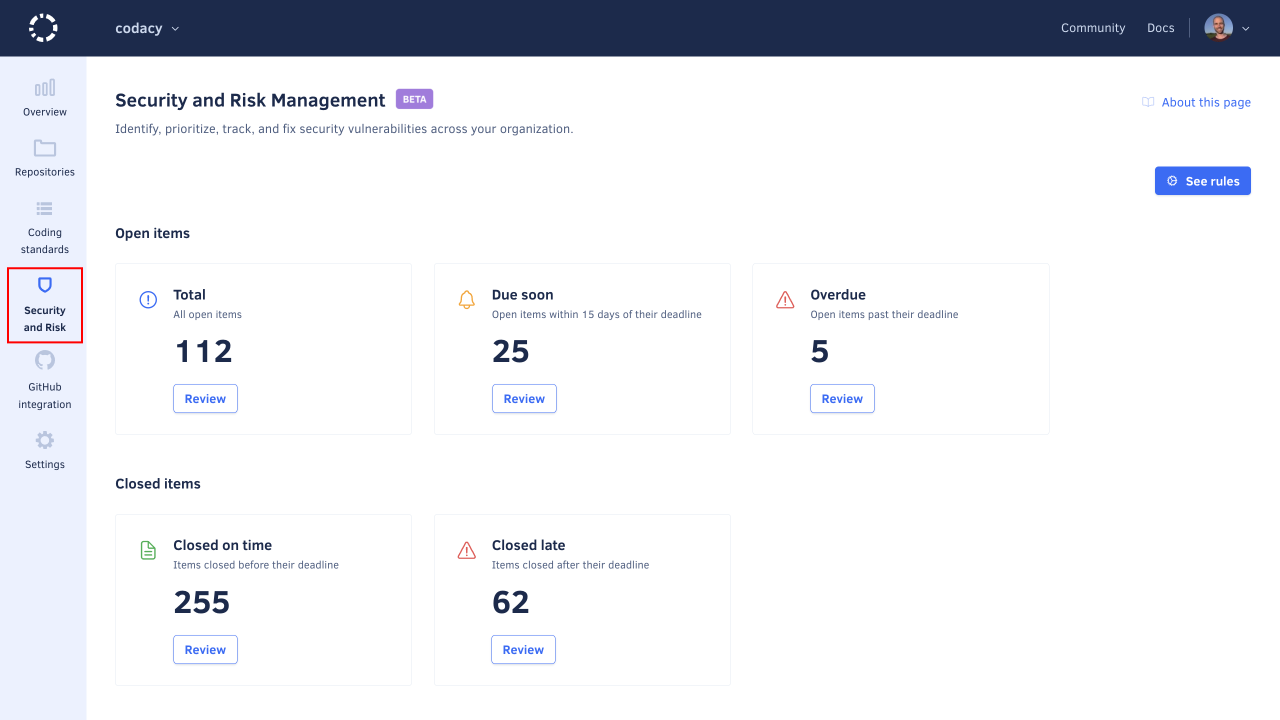 codacy
Community
Docs
Overview
Repositories
Coding
standards
Security
and Risk
GitHub
integration
Settings
Security and Risk Management
BETA
Identify, prioritize, track, and fix security vulnerabilities across your organization.
About this page
See rules
Open items
Total
All open items
112
Review
Due soon
Open items within 15 days of their deadline
25
Review
Overdue
Open items past their deadline
5
Review
Closed items
Closed on time
Items closed before their deadline
255
Review
Closed late
Items closed after their deadline
62
Review